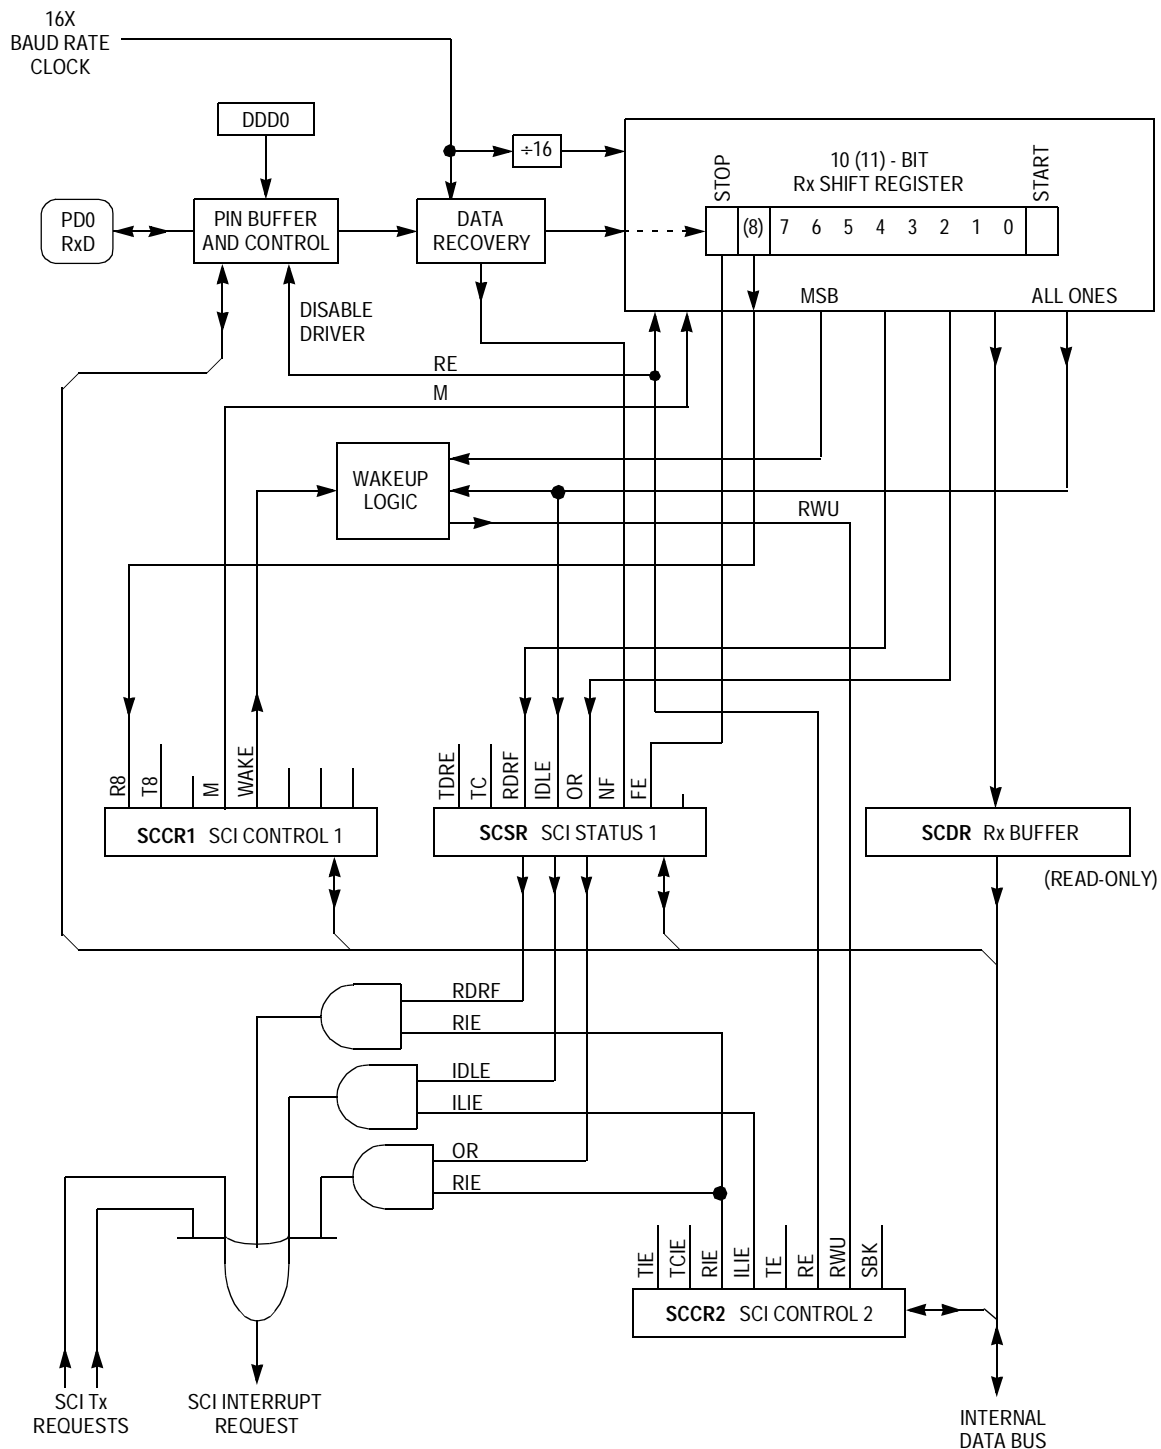 16X
BAUD RATE
CLOCK
DDD0
÷16
STOP
10 (11) - BIT
Rx SHIFT REGISTER
START
PD0
RxD
PIN BUFFER
AND CONTROL
DATA
RECOVERY
(8) 7 6 5 4 3 2 1 0
MSB
ALL ONES
DISABLE
DRIVER
RE
M
WAKEUP
LOGIC
RWU
R8
T8
M
WAKE
TDRE
TC
RDRF
IDLE
OR
NF
FE
SCCR1 SCI CONTROL 1
SCSR SCI STATUS 1
SCDR Rx BUFFER
(READ-ONLY)
RDRF
RIE
IDLE
ILIE
OR
RIE
TIE
TCIE
RIE
ILIE
TE
RE
RWU
SBK
SCCR2 SCI CONTROL 2
SCI Tx
REQUESTS
SCI INTERRUPT
REQUEST
INTERNAL
DATA BUS